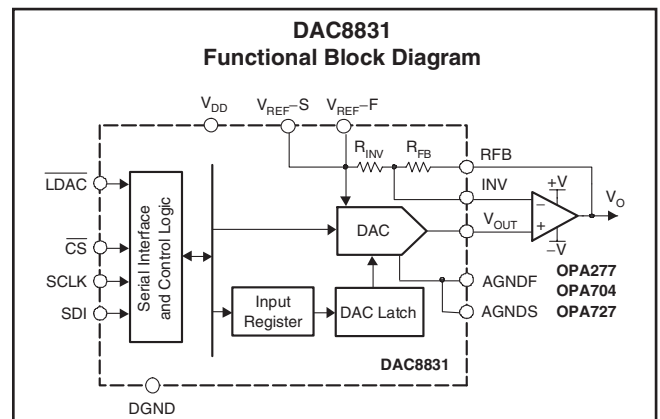 DAC8831
Functional Block Diagram
VDD
VREF−S
VREF−F
RINV
RFB
RFB
INV
+V
VO
LDAC
−
DAC
VOUT
+
−V
CS
Serial Interface
and Control Logic
SCLK
SDI
AGNDF
OPA277
OPA704
Input
Register
DAC Latch
AGNDS
OPA727
DAC8831
DGND